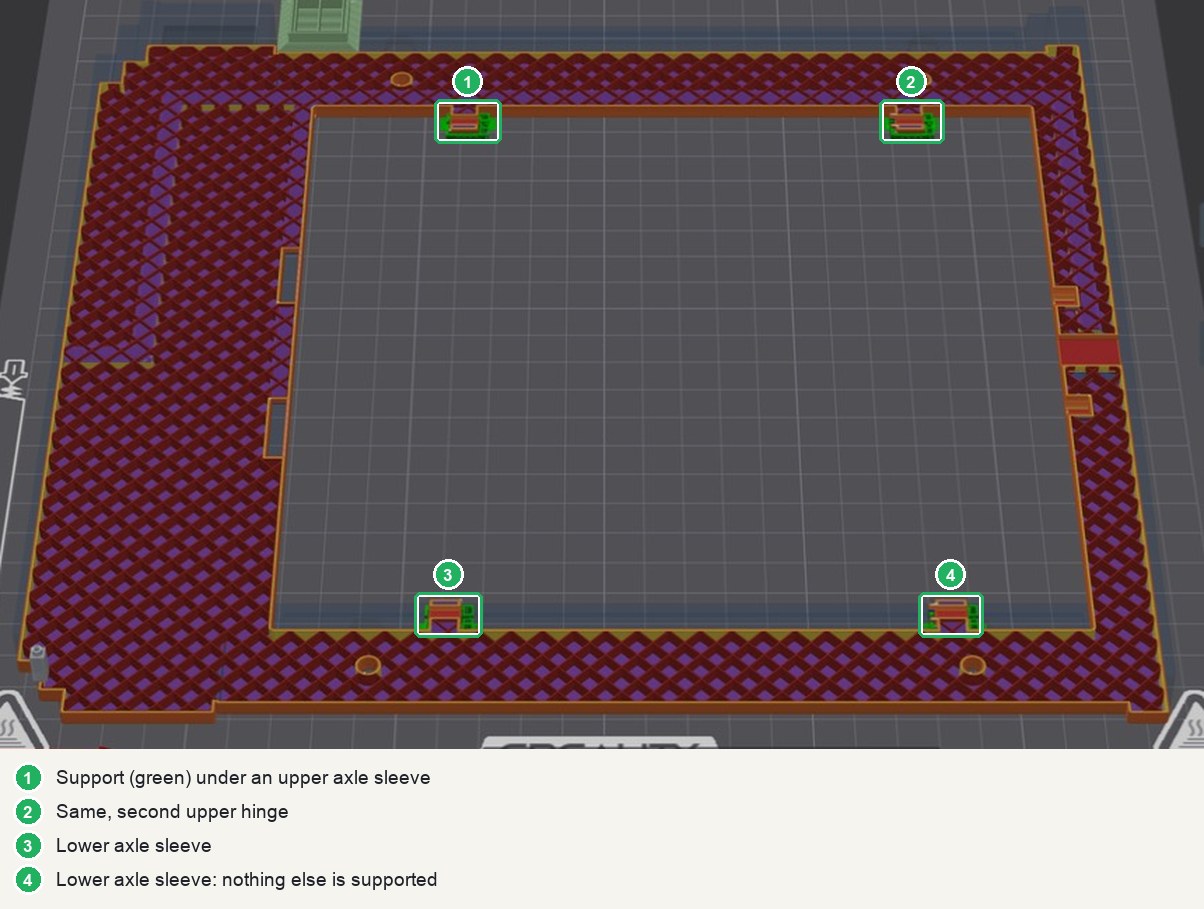 1
2
3
4
1 Support (green) under an upper axle sleeve
2 Same, second upper hinge
3 Lower axle sleeve
4 Lower axle sleeve: nothing else is supported